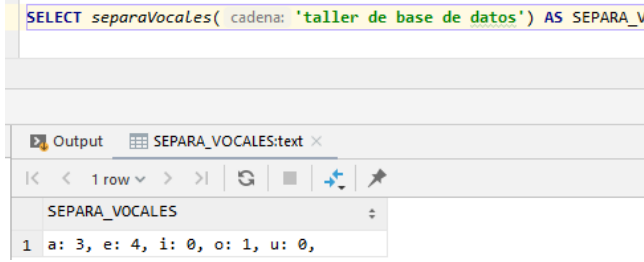 SELECT separaVocales( cadena: 'taller de base de datos') AS SEPARA_V
Output SEPARA_VOCALES:text
1 row
SEPARA_VOCALES
1 a: 3, e: 4, i: 0, o: 1, u: 0,